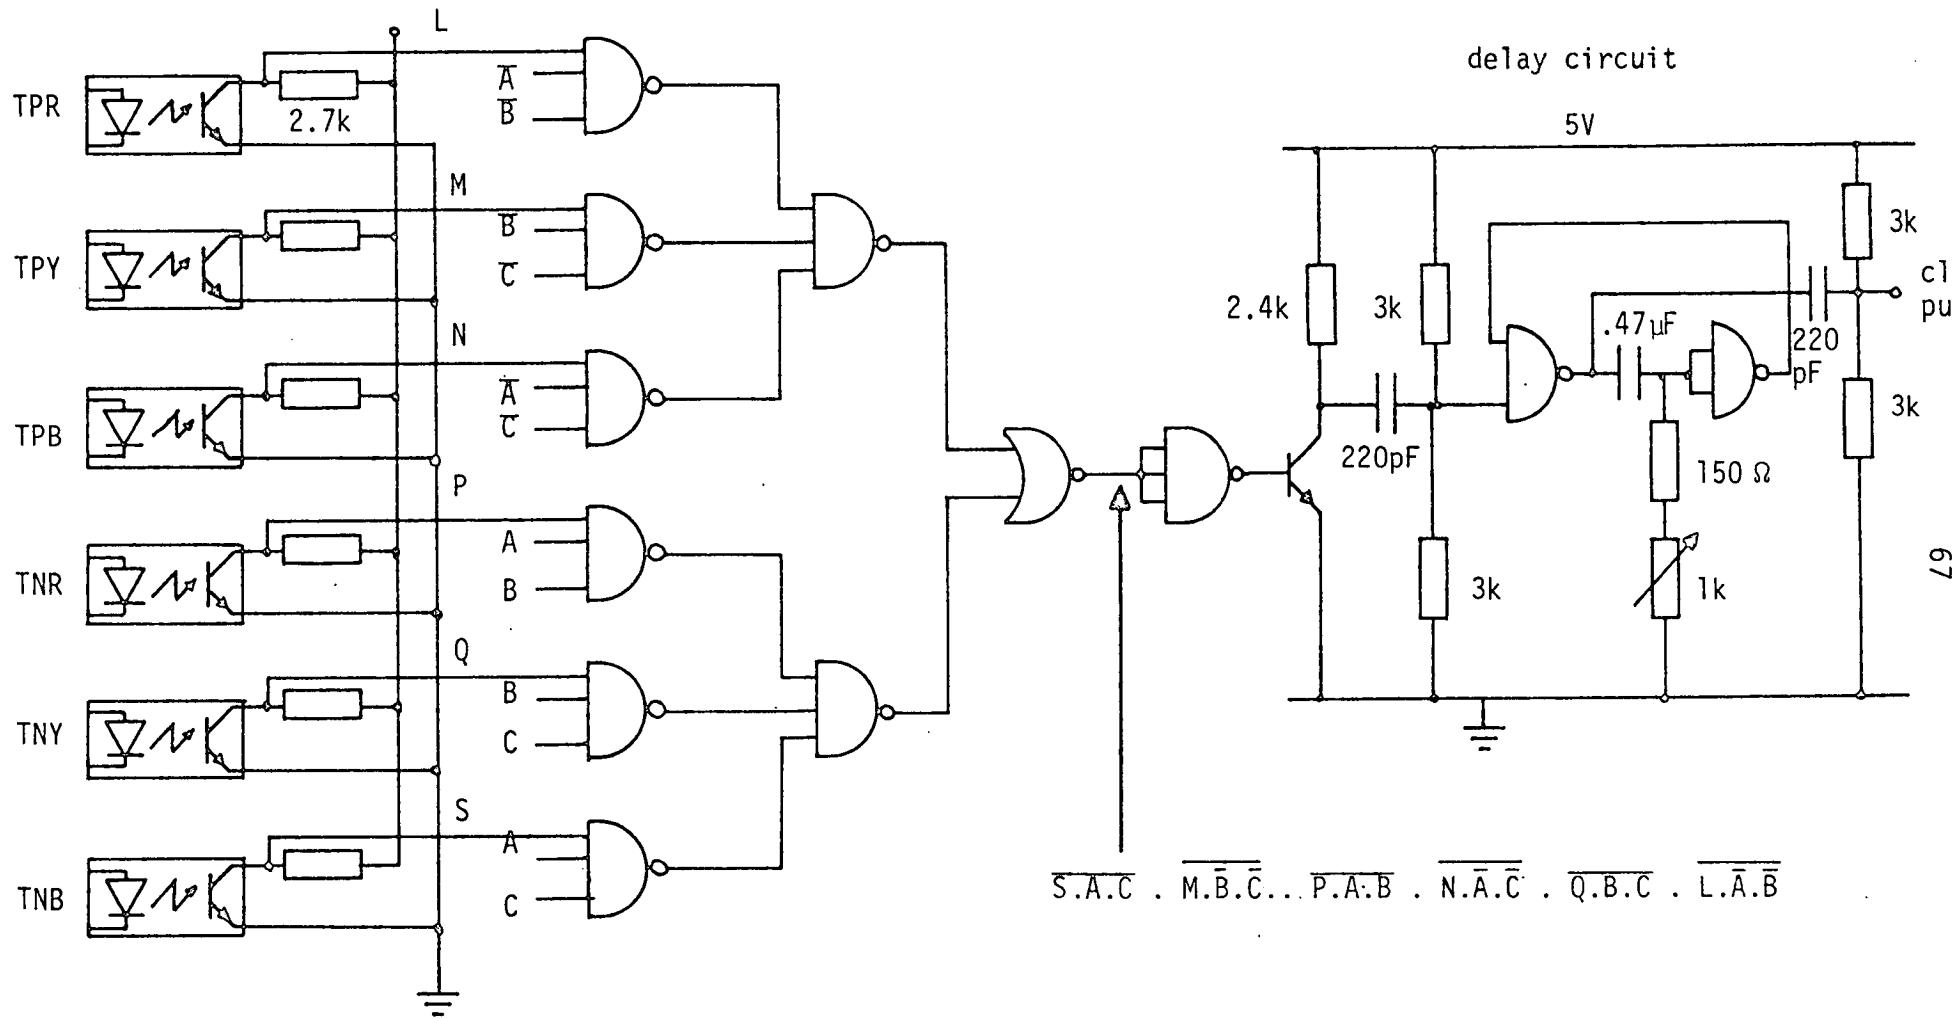 L
TPR
2.7k
A̅
B̅
delay circuit
5V
M
TPY
B̅
C̅
N
TPB
A̅
C̅
P
TNR
A
B
Q
TNY
B
C
S
TNB
A
C
2.4k
3k
220pF
3k
.47μF
150 Ω
1k
220
pF
3k
3k
cl
pu
67
S.A.C . M.B̅.C̅... P.A.B . N.A̅.C̅ . Q.B.C . L.A̅.B̅